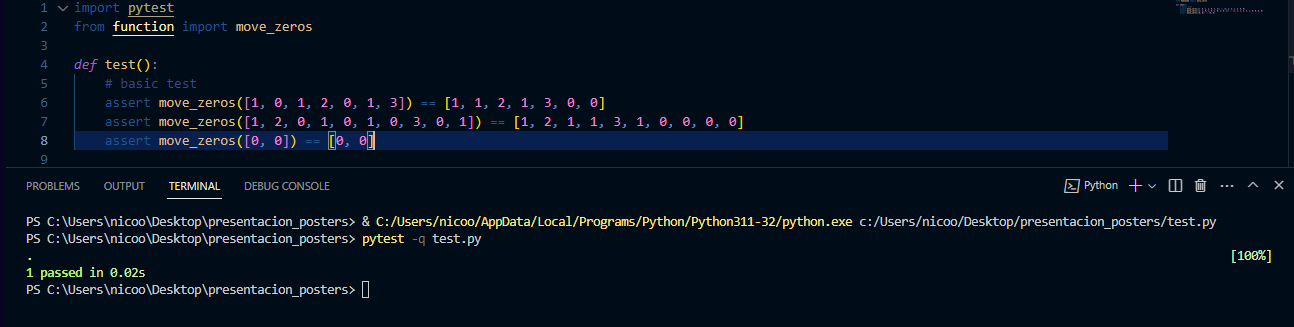 1 import pytest
2 from function import move_zeros
3
4 def test():
5 # basic test
6 assert move_zeros([1, 0, 1, 2, 0, 1, 3]) == [1, 1, 2, 1, 3, 0, 0]
7 assert move_zeros([1, 2, 0, 1, 0, 1, 0, 3, 0, 1]) == [1, 2, 1, 1, 3, 1, 0, 0, 0, 0]
8 assert move_zeros([0, 0]) == [0, 0]
9
PROBLEMS OUTPUT TERMINAL DEBUG CONSOLE Python
PS C:\Users\nicoo\Desktop\presentacion_posters> & C:/Users/nicoo/AppData/Local/Programs/Python/Python311-32/python.exe c:/Users/nicoo/Desktop/presentacion_posters/test.py
PS C:\Users\nicoo\Desktop\presentacion_posters> pytest -q test.py
. [100%]
1 passed in 0.02s
PS C:\Users\nicoo\Desktop\presentacion_posters>